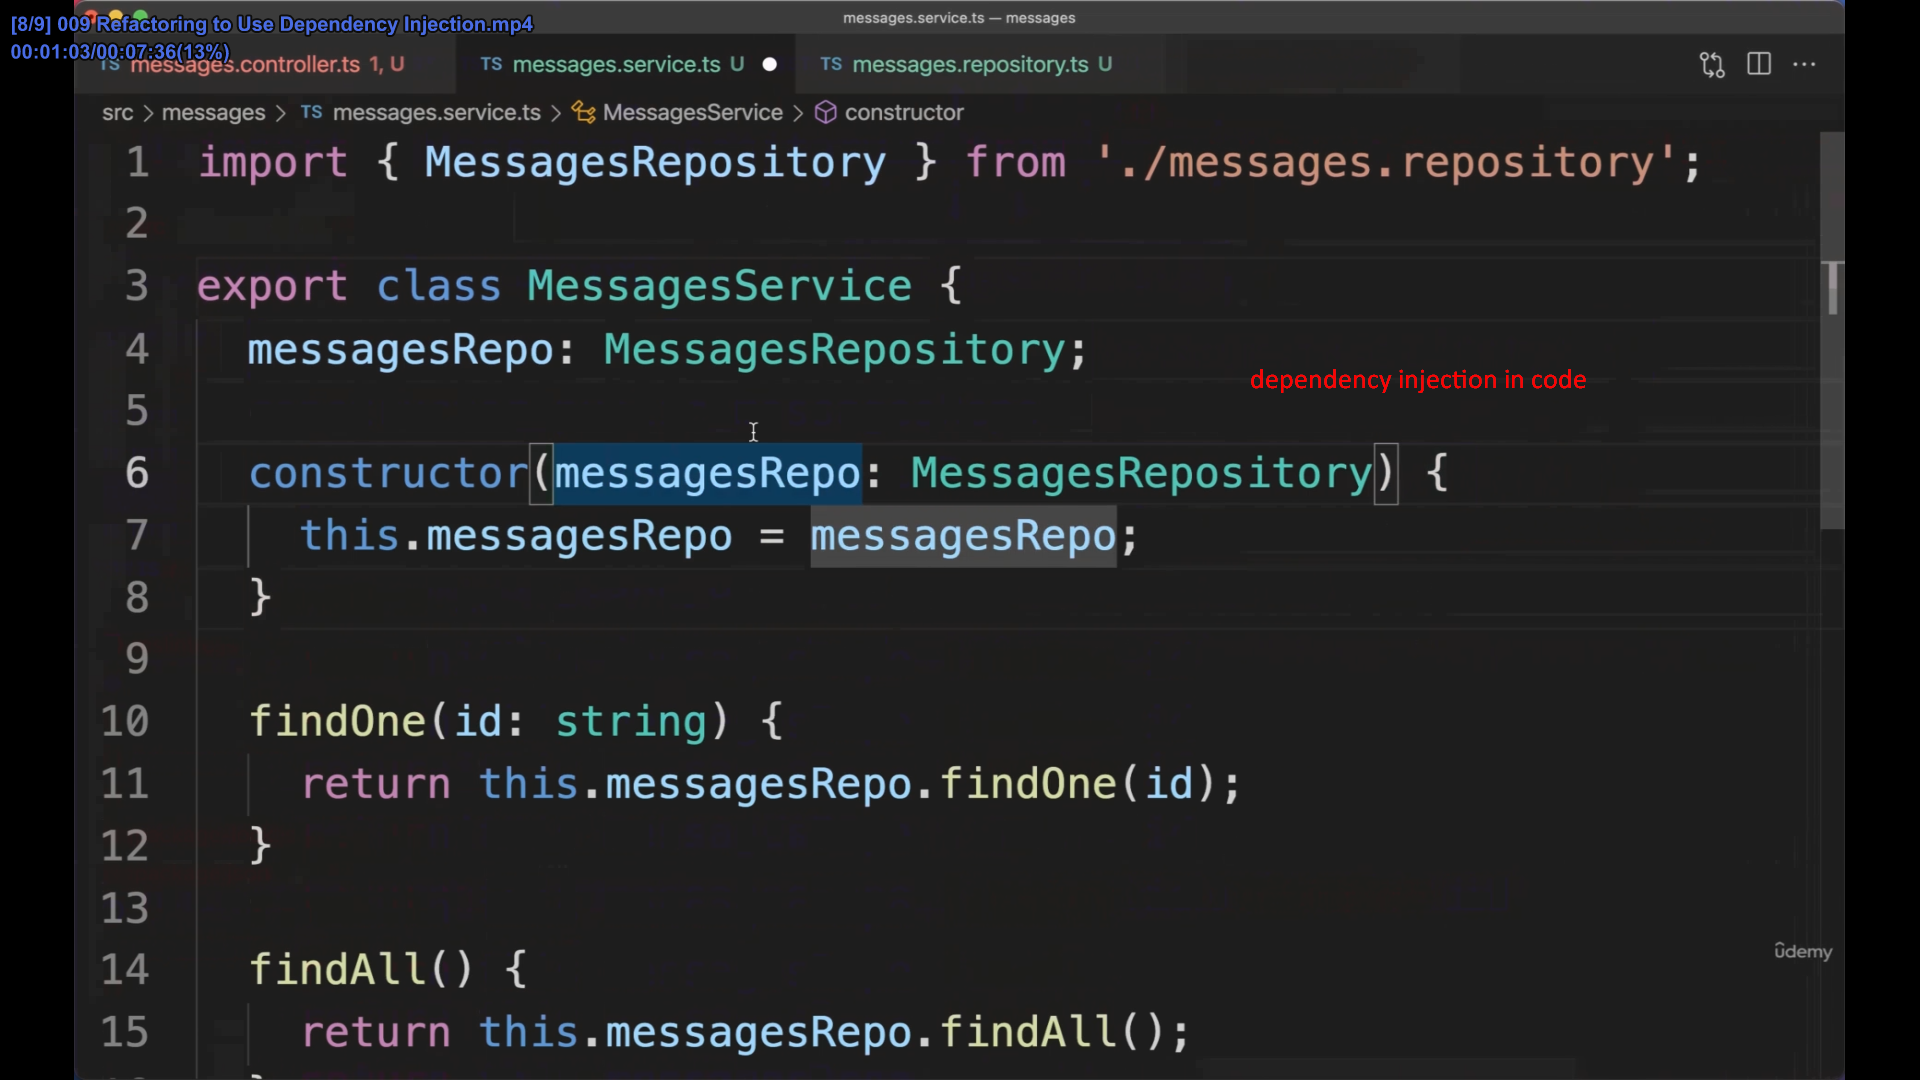 [8/9] 009 Refactoring to Use Dependency Injection.mp4
00:01:03/00:07:36(13%)
messages.service.ts — messages
TS messages.controller.ts 1, U
TS messages.service.ts U
TS messages.repository.ts U
src > messages > TS messages.service.ts > MessagesService > constructor
1 import { MessagesRepository } from './messages.repository';
2
3 export class MessagesService {
4 messagesRepo: MessagesRepository;
dependency injection in code
5
6 constructor(messagesRepo: MessagesRepository) {
7 this.messagesRepo = messagesRepo;
8 }
9
10 findOne(id: string) {
11 return this.messagesRepo.findOne(id);
12 }
13
14 findAll() {
15 return this.messagesRepo.findAll();
ûdemy